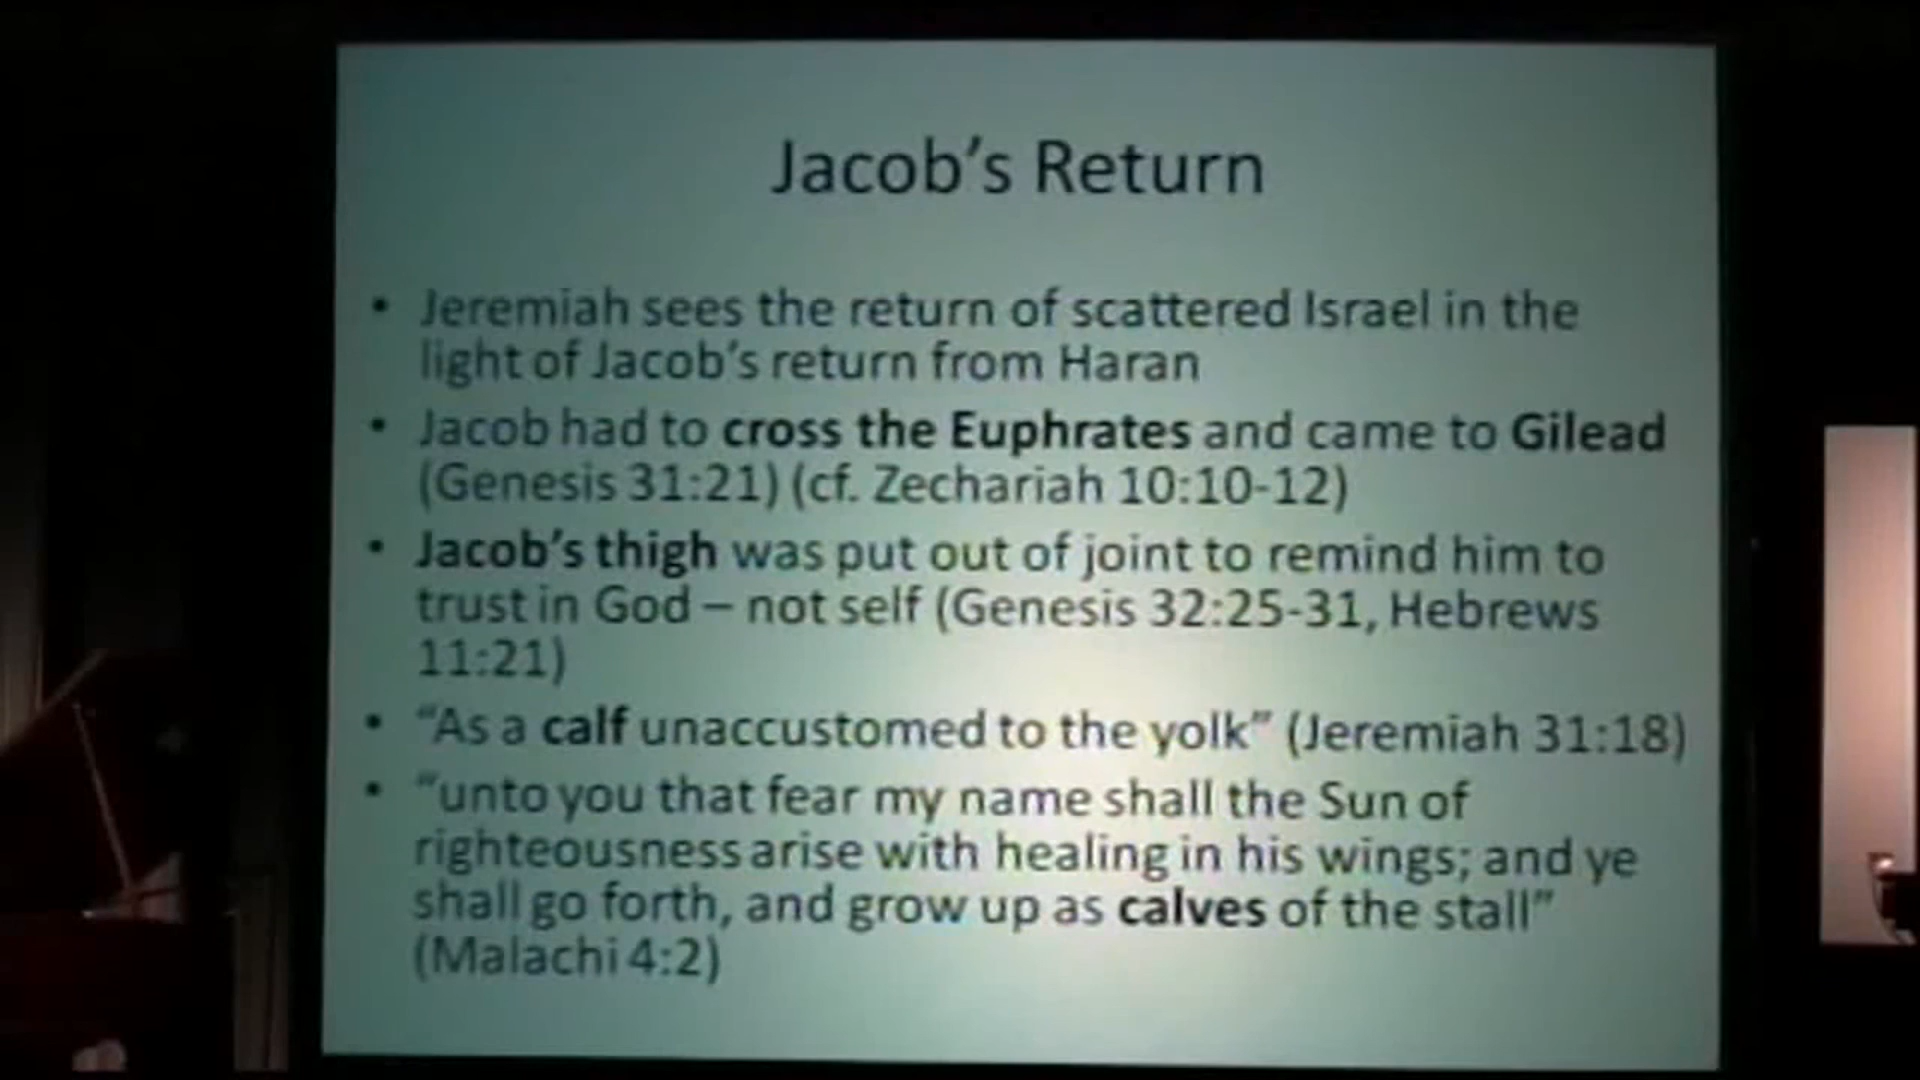 Jacob’s Return
• Jeremiah sees the return of scattered Israel in the
light of Jacob’s return from Haran
• Jacob had to cross the Euphrates and came to Gilead
(Genesis 31:21) (cf. Zechariah 10:10-12)
• Jacob’s thigh was put out of joint to remind him to
trust in God – not self (Genesis 32:25-31, Hebrews
11:21)
• “As a calf unaccustomed to the yolk” (Jeremiah 31:18)
• “unto you that fear my name shall the Sun of
righteousness arise with healing in his wings; and ye
shall go forth, and grow up as calves of the stall”
(Malachi 4:2)